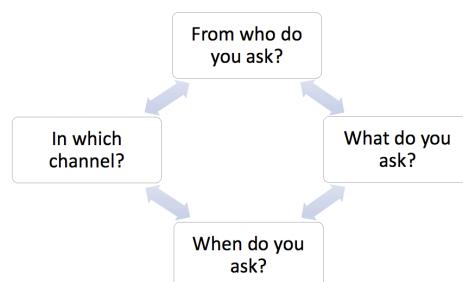 From who do
you ask?
In which
channel?
What do you
ask?
When do you
ask?